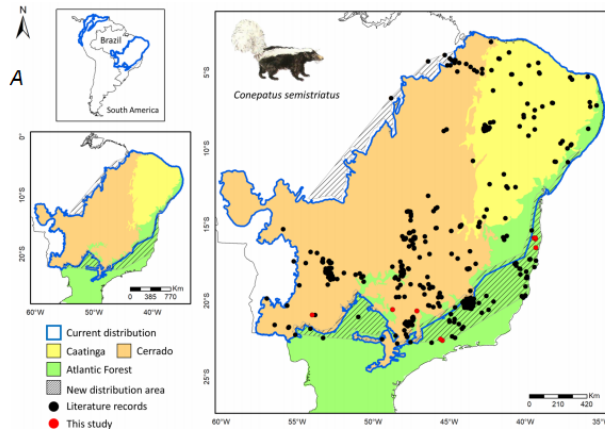 N
A
Brazil
South America
Conepatus semistriatus
0°
10°S
20°S
60°W 50°W 40°W
0 385 770
Km
5°S
10°S
15°S
20°S
25°S
60°W 55°W 50°W 45°W 40°W 35°W
Km
0 210 420
Current distribution
Caatinga Cerrado
Atlantic Forest
New distribution area
Literature records
This study